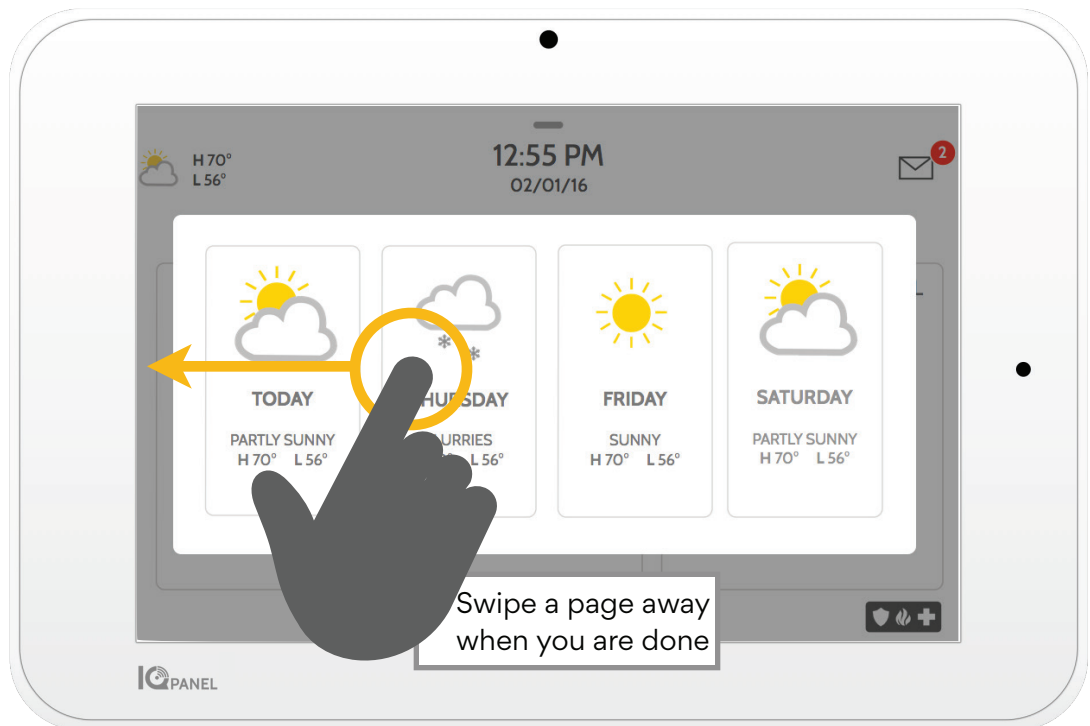 H 70°
L 56°
12:55 PM
02/01/16
2
TODAY
PARTLY SUNNY
H 70° L 56°
L 56°
FRIDAY
SUNNY
H 70° L 56°
SATURDAY
PARTLY SUNNY
H 70° L 56°
Swipe a page away
when you are done
IQ PANEL